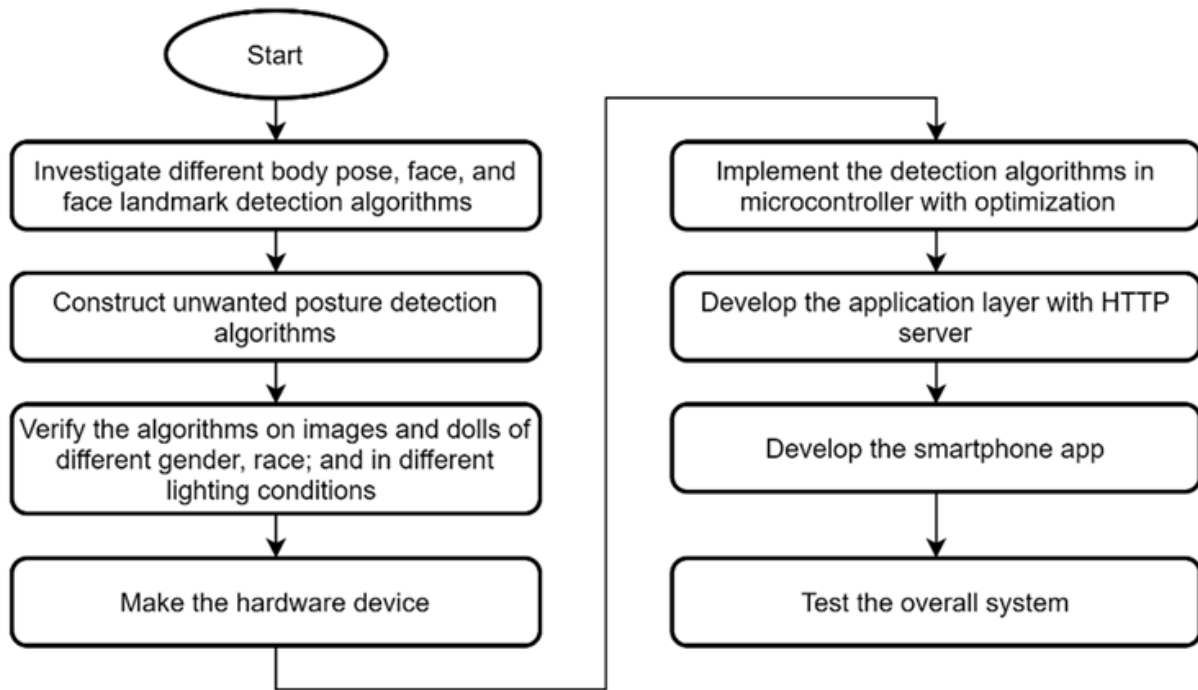 Start
Investigate different body pose, face, and
face landmark detection algorithms
Construct unwanted posture detection
algorithms
Verify the algorithms on images and dolls of
different gender, race; and in different
lighting conditions
Make the hardware device
Implement the detection algorithms in
microcontroller with optimization
Develop the application layer with HTTP
server
Develop the smartphone app
Test the overall system